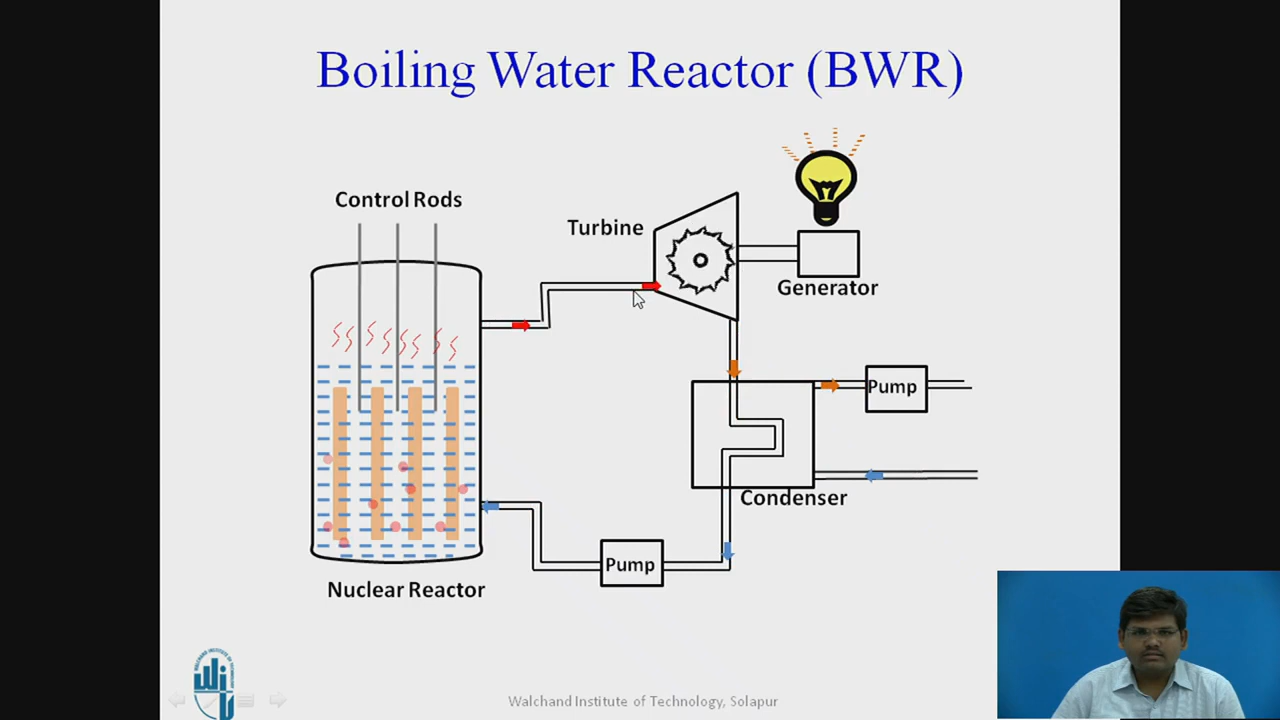 Boiling Water Reactor (BWR)
Control Rods
Turbine
Generator
Pump
Condenser
Pump
Nuclear Reactor
Walchand Institute of Technology, Solapur